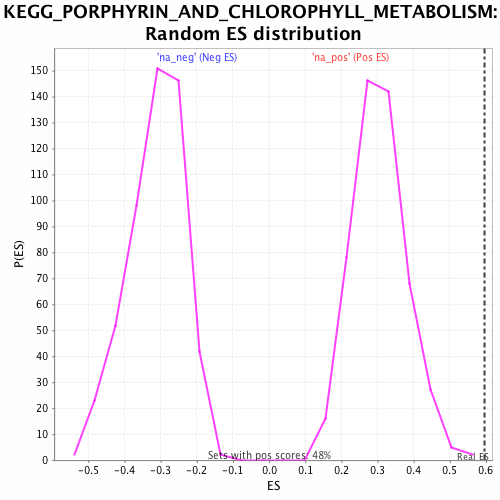 KEGG_PORPHYRIN_AND_CHLOROPHYLL_METABOLISM:
Random ES distribution
'na_neg' (Neg ES) 'na_pos' (Pos ES)
150
140
130
120
110
100
90
80
70
60
50
40
30
20
10
0
P(ES)
Sets with pos scores: 48%
Real ES
-0.5 -0.4 -0.3 -0.2 -0.1 0.0 0.1 0.2 0.3 0.4 0.5 0.6
ES